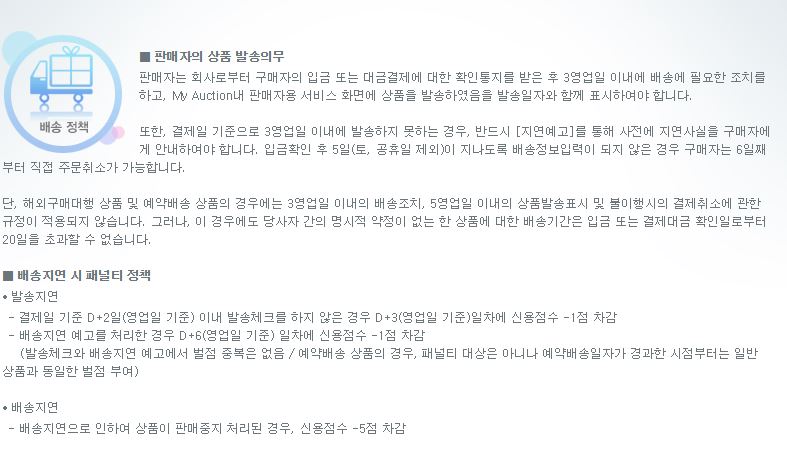 ■ 판매자의 상품 발송의무
판매자는 회사로부터 구매자의 입금 또는 대금결제에 대한 확인통지를 받은 후 3영업일 이내에 배송에 필요한 조치를
하고, My Auction내 판매자용 서비스 화면에 상품을 발송하였음을 발송일자와 함께 표시하여야 합니다.
배송 정책
또한, 결제일 기준으로 3영업일 이내에 발송하지 못하는 경우, 반드시 [지연예고]를 통해 사전에 지연사실을 구매자에
게 안내하여야 합니다. 입금확인 후 5일(토, 공휴일 제외)이 지나도록 배송정보입력이 되지 않은 경우 구매자는 6일째
부터 직접 주문취소가 가능합니다.
단, 해외구매대행 상품 및 예약배송 상품의 경우에는 3영업일 이내의 배송조치, 5영업일 이내의 상품발송표시 및 불이행시의 결제취소에 관한
규정이 적용되지 않습니다. 그러나, 이 경우에도 당사자 간의 명시적 약정이 없는 한 상품에 대한 배송기간은 입금 또는 결제대금 확인일로부터
20일을 초과할 수 없습니다.
■ 배송지연 시 패널티 정책
• 발송지연
- 결제일 기준 D+2일(영업일 기준) 이내 발송체크를 하지 않은 경우 D+3(영업일 기준)일차에 신용점수 -1점 차감
- 배송지연 예고를 처리한 경우 D+6(영업일 기준) 일차에 신용점수 -1점 차감
(발송체크와 배송지연 예고에서 벌점 중복은 없음 / 예약배송 상품의 경우, 패널티 대상은 아니나 예약배송일자가 경과한 시점부터는 일반
상품과 동일한 벌점 부여)
• 배송지연
- 배송지연으로 인하여 상품이 판매중지 처리된 경우, 신용점수 -5점 차감